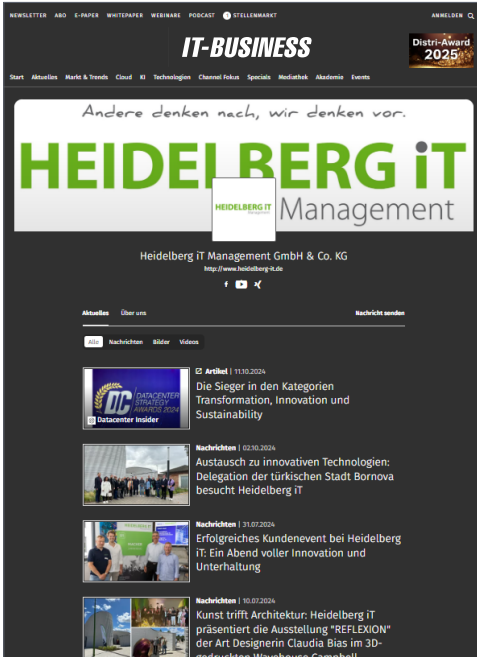 NEWSLETTER ABO E-PAPER WHITEPAPER WEBINARE PODCAST STELLENMARKT ANMELDEN
IT-BUSINESS
Distri-Award
2025
Start Aktuelles Markt & Trends Cloud KI Technologien Channel Fokus Specials Mediathek Akademie Events
Andere denken nach, wir denken vor.
HEIDELBERG iT
Management
HEIDELBERG iT
Management
Heidelberg iT Management GmbH & Co. KG
http://www.heidelberg-it.de
Aktuelles Über uns Nachricht senden
Alle Nachrichten Bilder Videos
Artikel | 11.10.2024
Die Sieger in den Kategorien
Transformation, Innovation und
Sustainability
DC DATACENTER
STRATEGY
AWARDS 2024
Datacenter Insider
Nachrichten | 02.10.2024
Austausch zu innovativen Technologien:
Delegation der türkischen Stadt Bornova
besucht Heidelberg iT
Nachrichten | 31.07.2024
Erfolgreiches Kundenevent bei Heidelberg
iT: Ein Abend voller Innovation und
Unterhaltung
Nachrichten | 10.07.2024
Kunst trifft Architektur: Heidelberg iT
präsentiert die Ausstellung "REFLEXION"
der Art Designerin Claudia Bias im 3D-
gedruckten Wavehouse Campbell